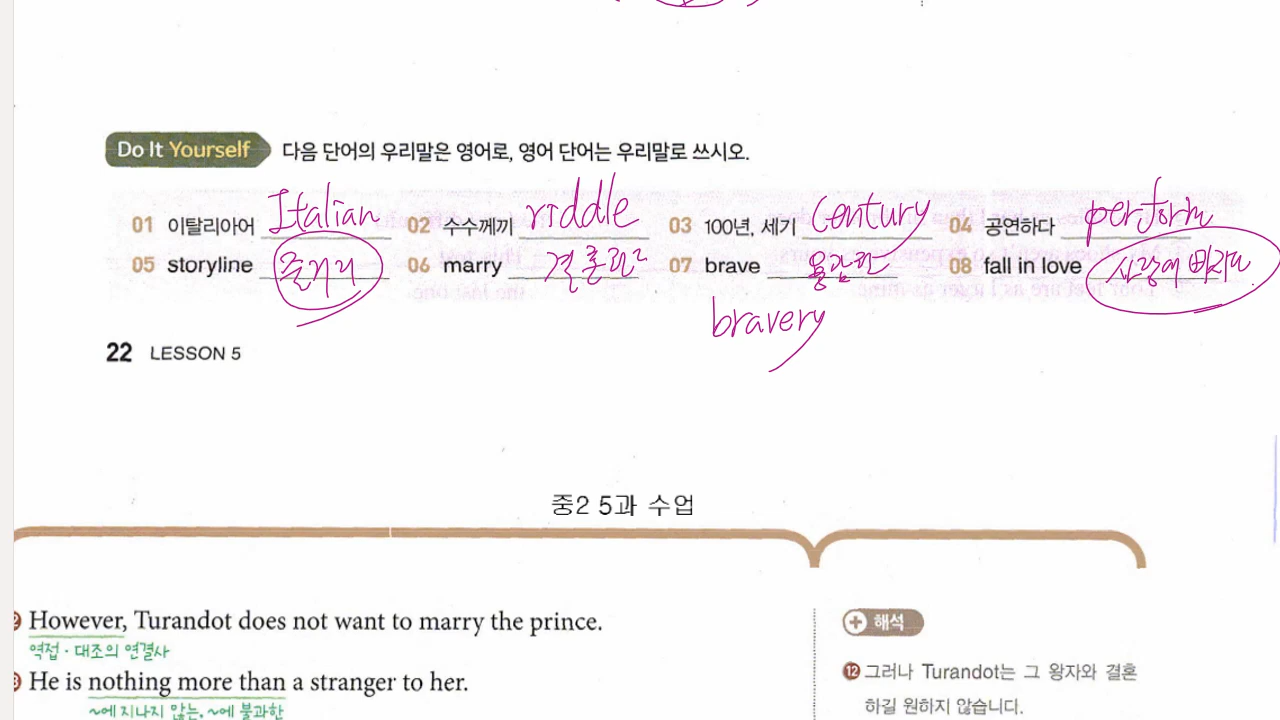 Do It Yourself 다음 단어의 우리말은 영어로, 영어 단어는 우리말로 쓰시오.
01 이탈리아어 Italian 02 수수께끼 riddle 03 100년, 세기 century 04 공연하다 perform
05 storyline 줄거리 06 marry 07 brave 용감한 08 fall in love 사랑에 빠지다
bravery
22 LESSON 5
중2 5과 수업
However, Turandot does not want to marry the prince.
역접·대조의 연결사
He is nothing more than a stranger to her.
~에 지나지 않는, ~에 불과한
해석
⑫ 그러나 Turandot는 그 왕자와 결혼
하길 원하지 않습니다.